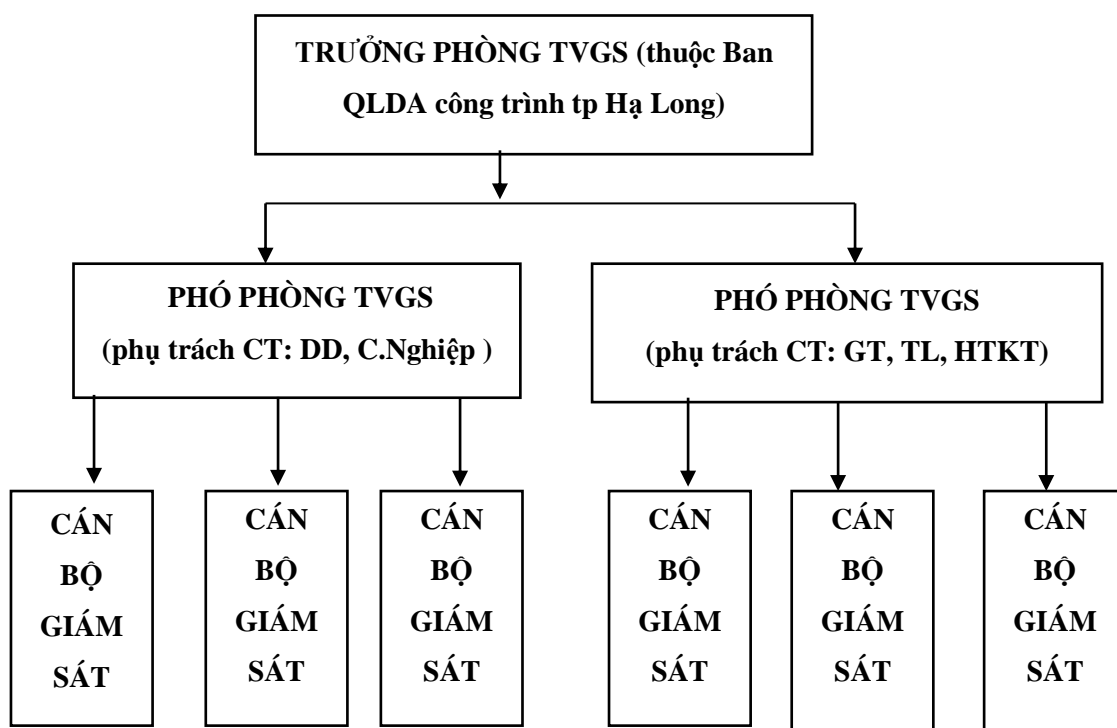 TRƯỞNG PHÒNG TVGS (thuộc Ban
QLDA công trình tp Hạ Long)
PHÓ PHÒNG TVGS
(phụ trách CT: DD, C.Nghiệp )
PHÓ PHÒNG TVGS
(phụ trách CT: GT, TL, HTKT)
CÁN
BỘ
GIÁM
SÁT
CÁN
BỘ
GIÁM
SÁT
CÁN
BỘ
GIÁM
SÁT
CÁN
BỘ
GIÁM
SÁT
CÁN
BỘ
GIÁM
SÁT
CÁN
BỘ
GIÁM
SÁT